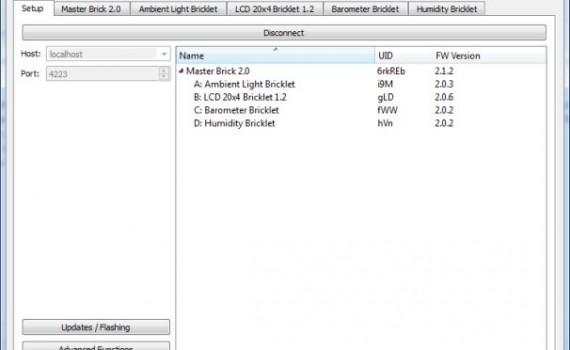 Setup Master Brick 2.0 Ambient Light Bricklet LCD 20x4 Bricklet 1.2 Barometer Bricklet Humidity Bricklet
Disconnect
Host: localhost
Port: 4223
Name UID FW Version
Master Brick 2.0 6rkREb 2.1.2
A: Ambient Light Bricklet i9M 2.0.3
B: LCD 20x4 Bricklet 1.2 gLD 2.0.6
C: Barometer Bricklet fWW 2.0.2
D: Humidity Bricklet hVn 2.0.2
Updates / Flashing
Advanced Functions